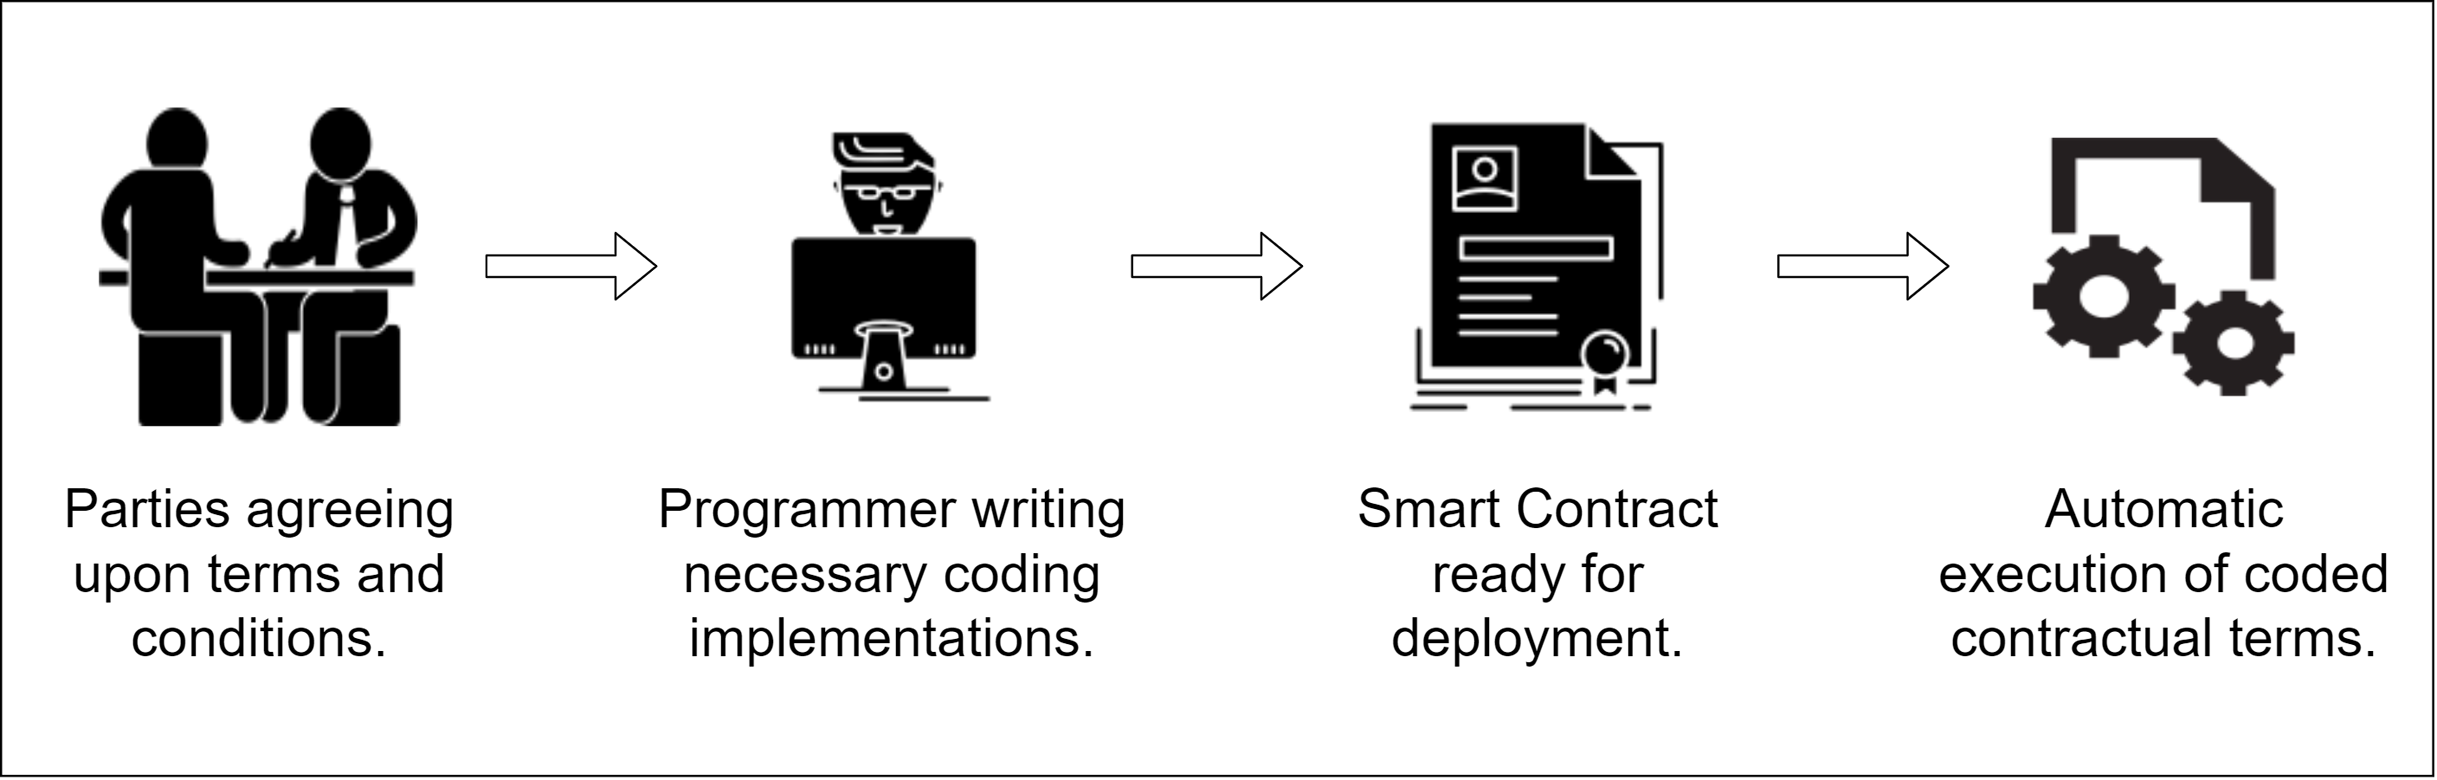 Parties agreeing
upon terms and
conditions.
Programmer writing
necessary coding
implementations.
Smart Contract
ready for
deployment.
Automatic
execution of coded
contractual terms.